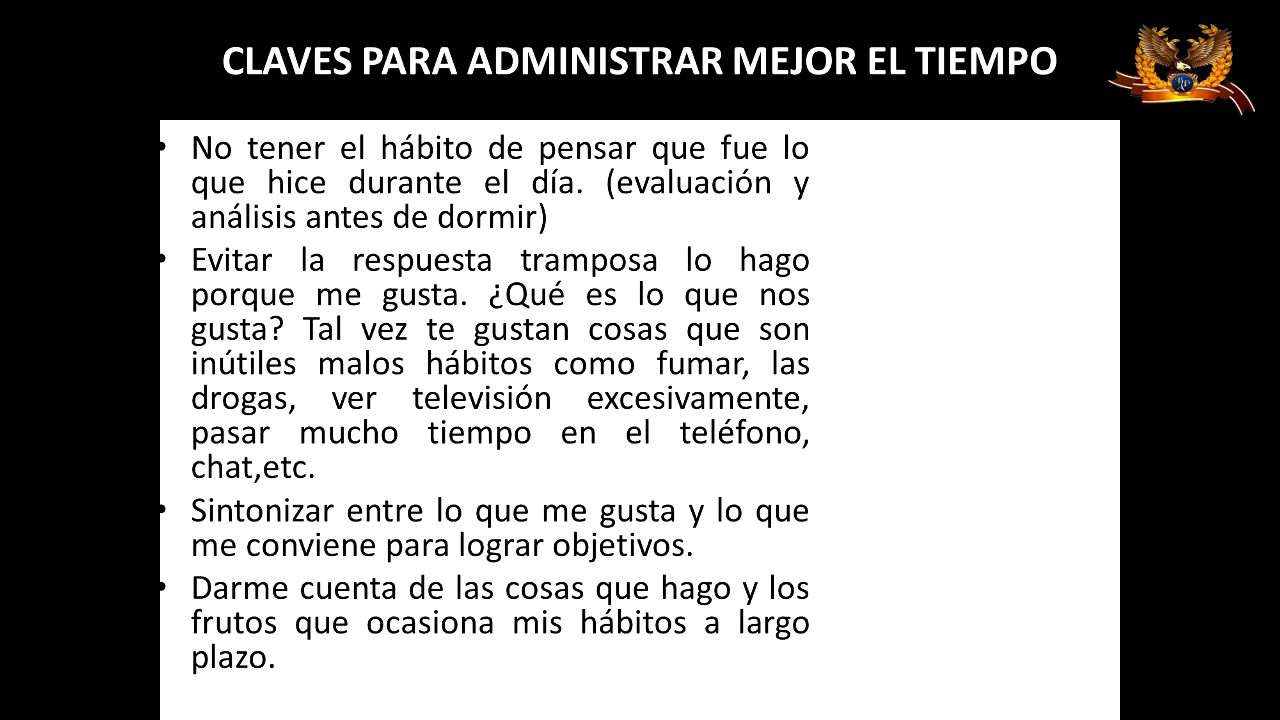 CLAVES PARA ADMINISTRAR MEJOR EL TIEMPO
• No tener el hábito de pensar que fue lo
que hice durante el día. (evaluación y
análisis antes de dormir)
• Evitar la respuesta tramposa lo hago
porque me gusta. ¿Qué es lo que nos
gusta? Tal vez te gustan cosas que son
inútiles malos hábitos como fumar, las
drogas, ver televisión excesivamente,
pasar mucho tiempo en el teléfono,
chat,etc.
• Sintonizar entre lo que me gusta y lo que
me conviene para lograr objetivos.
• Darme cuenta de las cosas que hago y los
frutos que ocasiona mis hábitos a largo
plazo.